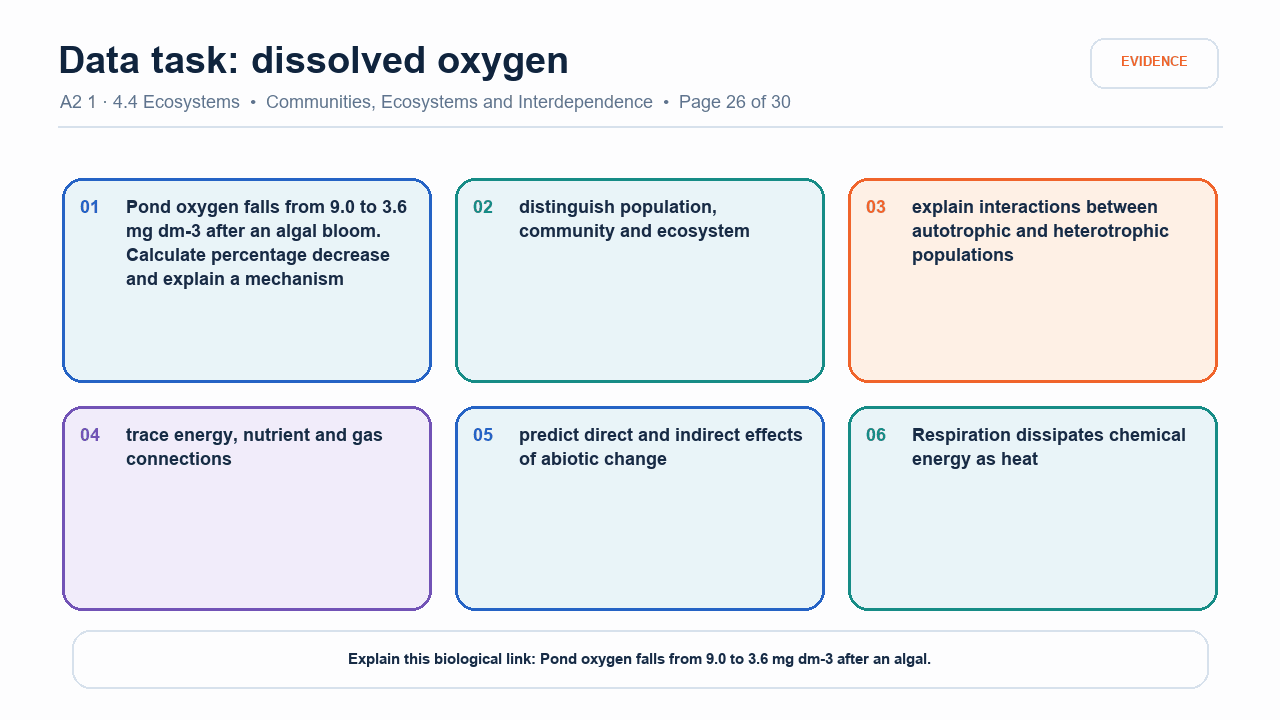 Data task: dissolved oxygen
EVIDENCE
A2 1 · 4.4 Ecosystems • Communities, Ecosystems and Interdependence • Page 26 of 30
01
Pond oxygen falls from 9.0 to 3.6
mg dm-3 after an algal bloom.
Calculate percentage decrease
and explain a mechanism
02
distinguish population,
community and ecosystem
03
explain interactions between
autotrophic and heterotrophic
populations
04
trace energy, nutrient and gas
connections
05
predict direct and indirect effects
of abiotic change
06
Respiration dissipates chemical
energy as heat
Explain this biological link: Pond oxygen falls from 9.0 to 3.6 mg dm-3 after an algal.